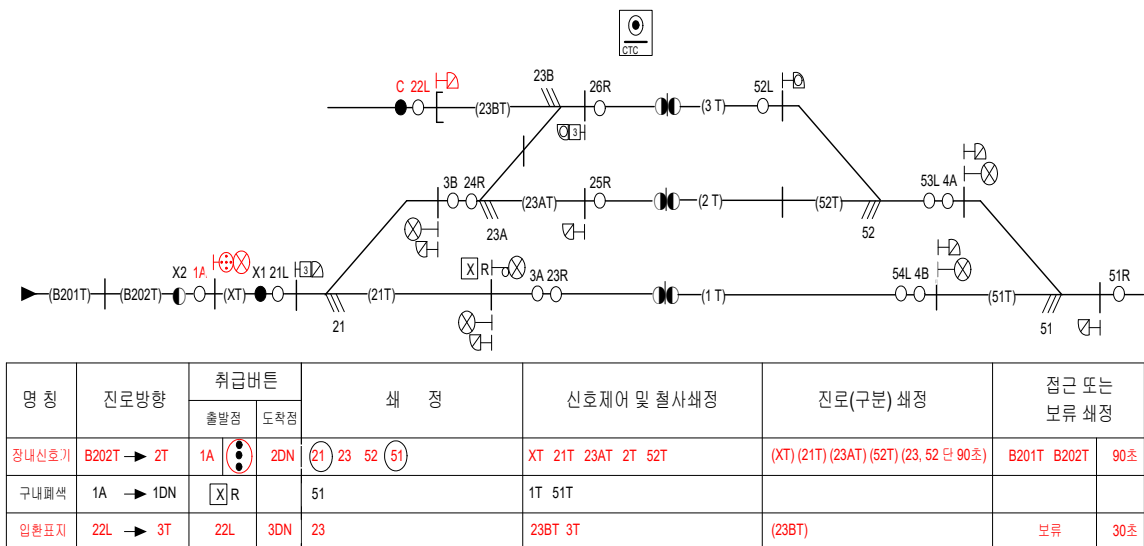 CTC
C 22L
(23BT)
23B
26R
(3 T)
52L
3
3B 24R
(23AT)
23A
25R
(2 T)
(52T)
52
53L 4A
(B201T)
(B202T)
X2 1A
(XT)
X1 21L
3
21
(21T)
X R
3A 23R
(1 T)
54L 4B
(51T)
51
51R
명 칭 진로방향 취급버튼 쇄 정 신호제어 및 철사쇄정 진로(구분) 쇄정 접근 또는 보류 쇄정
출발점 도착점
장내신호기 B202T → 2T 1A 2DN 21 23 52 51 XT 21T 23AT 2T 52T (XT) (21T) (23AT) (52T) (23, 52 단 90초) B201T B202T 90초
구내폐색 1A → 1DN X R 51 1T 51T
입환표지 22L → 3T 22L 3DN 23 23BT 3T (23BT) 보류 30초